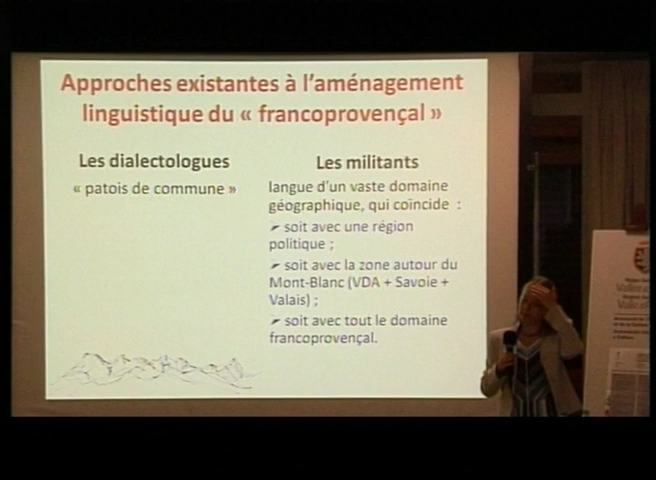 Approches existantes à l'aménagement
linguistique du « francoprovençal »
Les dialectologues
« patois de commune »
Les militants
langue d'un vaste domaine
géographique, qui coïncide :
➢ soit avec une région
politique ;
➢ soit avec la zone autour du
Mont-Blanc (VDA + Savoie +
Valais) ;
➢ soit avec tout le domaine
francoprovençal.